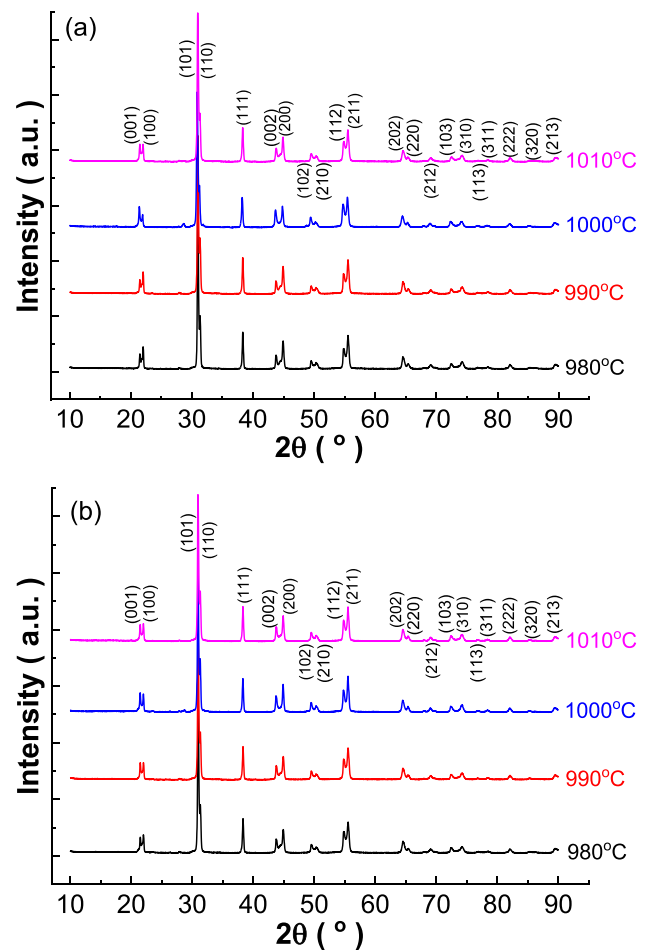 (a)
Intensity ( a.u. )
(001)
(100)
(101)
(110)
(111)
(002)
(200)
(102)
(210)
(112)
(211)
(202)
(220)
(212)
(103)
(310)
(113)
(311)
(222)
(320)
(213)
1010°C
1000°C
990°C
980°C
10 20 30 40 50 60 70 80 90
2θ ( ° )
(b)
Intensity ( a.u. )
(001)
(100)
(101)
(110)
(111)
(002)
(200)
(102)
(210)
(112)
(211)
(202)
(220)
(212)
(103)
(310)
(113)
(311)
(222)
(320)
(213)
1010°C
1000°C
990°C
980°C
10 20 30 40 50 60 70 80 90
2θ ( ° )